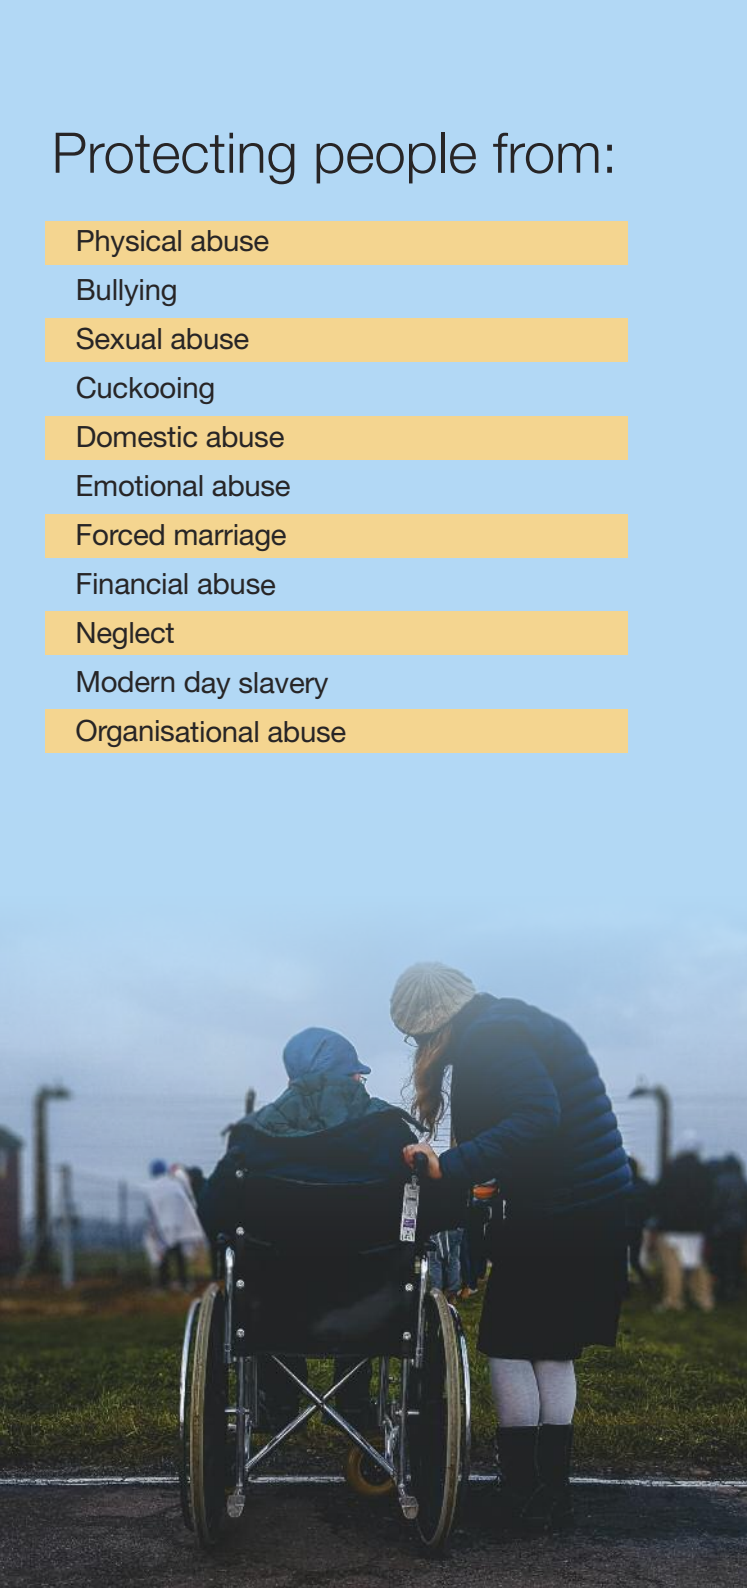 Protecting people from:
Physical abuse
Bullying
Sexual abuse
Cuckooing
Domestic abuse
Emotional abuse
Forced marriage
Financial abuse
Neglect
Modern day slavery
Organisational abuse